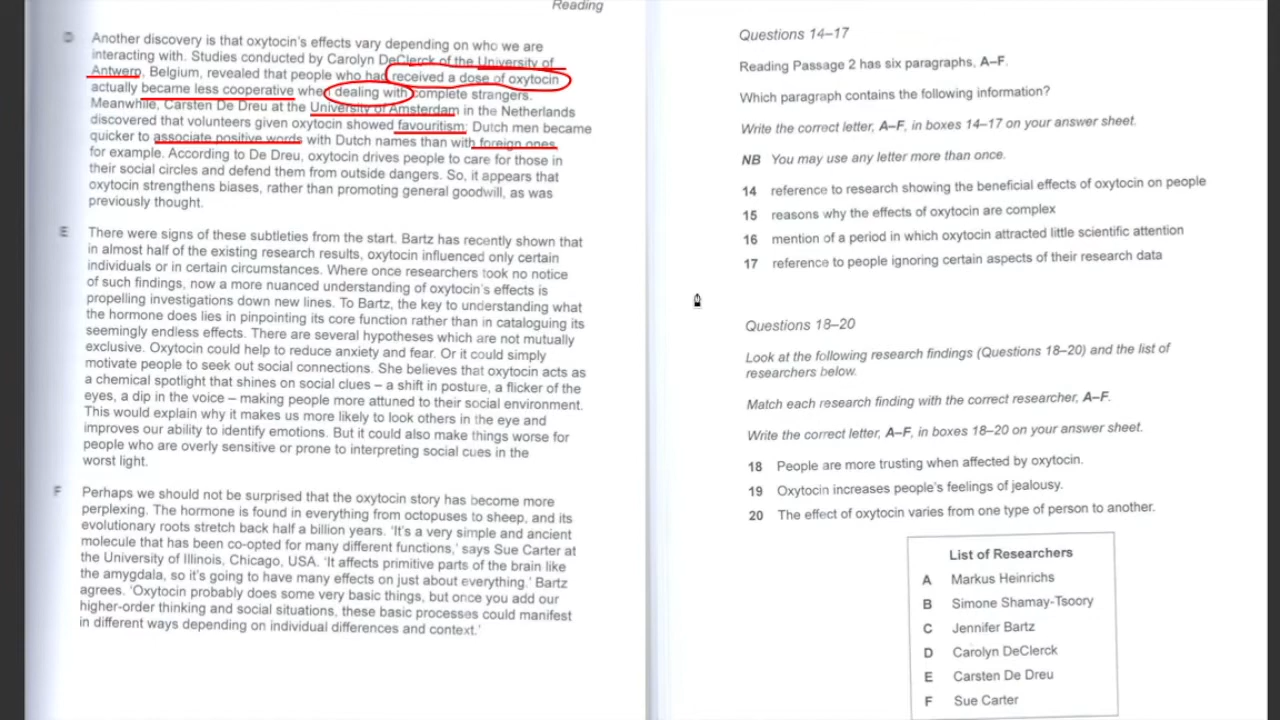 Reading
D Another discovery is that oxytocin's effects vary depending on who we are
interacting with. Studies conducted by Carolyn DeClerck of the University of
Antwerp, Belgium, revealed that people who had received a dose of oxytocin
actually became less cooperative when dealing with complete strangers.
Meanwhile, Carsten De Dreu at the University of Amsterdam in the Netherlands
discovered that volunteers given oxytocin showed favouritism: Dutch men became
quicker to associate positive words with Dutch names than with foreign ones,
for example. According to De Dreu, oxytocin drives people to care for those in
their social circles and defend them from outside dangers. So, it appears that
oxytocin strengthens biases, rather than promoting general goodwill, as was
previously thought.
E There were signs of these subtleties from the start. Bartz has recently shown that
in almost half of the existing research results, oxytocin influenced only certain
individuals or in certain circumstances. Where once researchers took no notice
of such findings, now a more nuanced understanding of oxytocin's effects is
propelling investigations down new lines. To Bartz, the key to understanding what
the hormone does lies in pinpointing its core function rather than in cataloguing its
seemingly endless effects. There are several hypotheses which are not mutually
exclusive. Oxytocin could help to reduce anxiety and fear. Or it could simply
motivate people to seek out social connections. She believes that oxytocin acts as
a chemical spotlight that shines on social clues – a shift in posture, a flicker of the
eyes, a dip in the voice – making people more attuned to their social environment.
This would explain why it makes us more likely to look others in the eye and
improves our ability to identify emotions. But it could also make things worse for
people who are overly sensitive or prone to interpreting social cues in the
worst light.
F Perhaps we should not be surprised that the oxytocin story has become more
perplexing. The hormone is found in everything from octopuses to sheep, and its
evolutionary roots stretch back half a billion years. 'It's a very simple and ancient
molecule that has been co-opted for many different functions,' says Sue Carter at
the University of Illinois, Chicago, USA. 'It affects primitive parts of the brain like
the amygdala, so it's going to have many effects on just about everything.' Bartz
agrees. 'Oxytocin probably does some very basic things, but once you add our
higher-order thinking and social situations, these basic processes could manifest
in different ways depending on individual differences and context.'
Questions 14–17
Reading Passage 2 has six paragraphs, A–F.
Which paragraph contains the following information?
Write the correct letter, A–F, in boxes 14–17 on your answer sheet.
NB You may use any letter more than once.
14 reference to research showing the beneficial effects of oxytocin on people
15 reasons why the effects of oxytocin are complex
16 mention of a period in which oxytocin attracted little scientific attention
17 reference to people ignoring certain aspects of their research data
Questions 18–20
Look at the following research findings (Questions 18–20) and the list of
researchers below.
Match each research finding with the correct researcher, A–F.
Write the correct letter, A–F, in boxes 18–20 on your answer sheet.
18 People are more trusting when affected by oxytocin.
19 Oxytocin increases people's feelings of jealousy.
20 The effect of oxytocin varies from one type of person to another.
List of Researchers
A Markus Heinrichs
B Simone Shamay-Tsoory
C Jennifer Bartz
D Carolyn DeClerck
E Carsten De Dreu
F Sue Carter